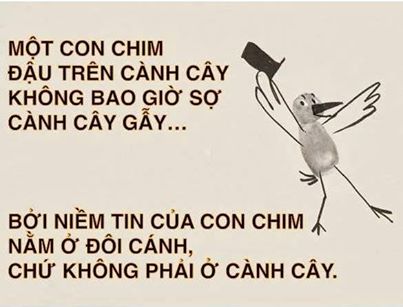 MỘT CON CHIM
ĐẬU TRÊN CÀNH CÂY
KHÔNG BAO GIỜ SỢ
CÀNH CÂY GẪY...
BỞI NIỀM TIN CỦA CON CHIM
NẰM Ở ĐÔI CÁNH,
CHỨ KHÔNG PHẢI Ở CÀNH CÂY.